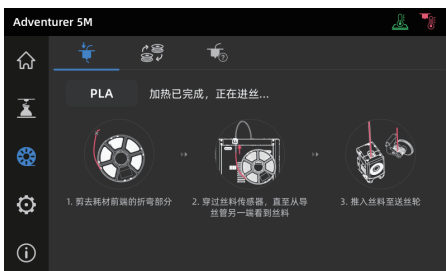 Adventurer 5M
PLA
加热已完成，正在进丝...
1. 剪去耗材前端的折弯部分
2. 穿过丝料传感器，直至从导
丝管另一端看到丝料
3. 推入丝料至送丝轮